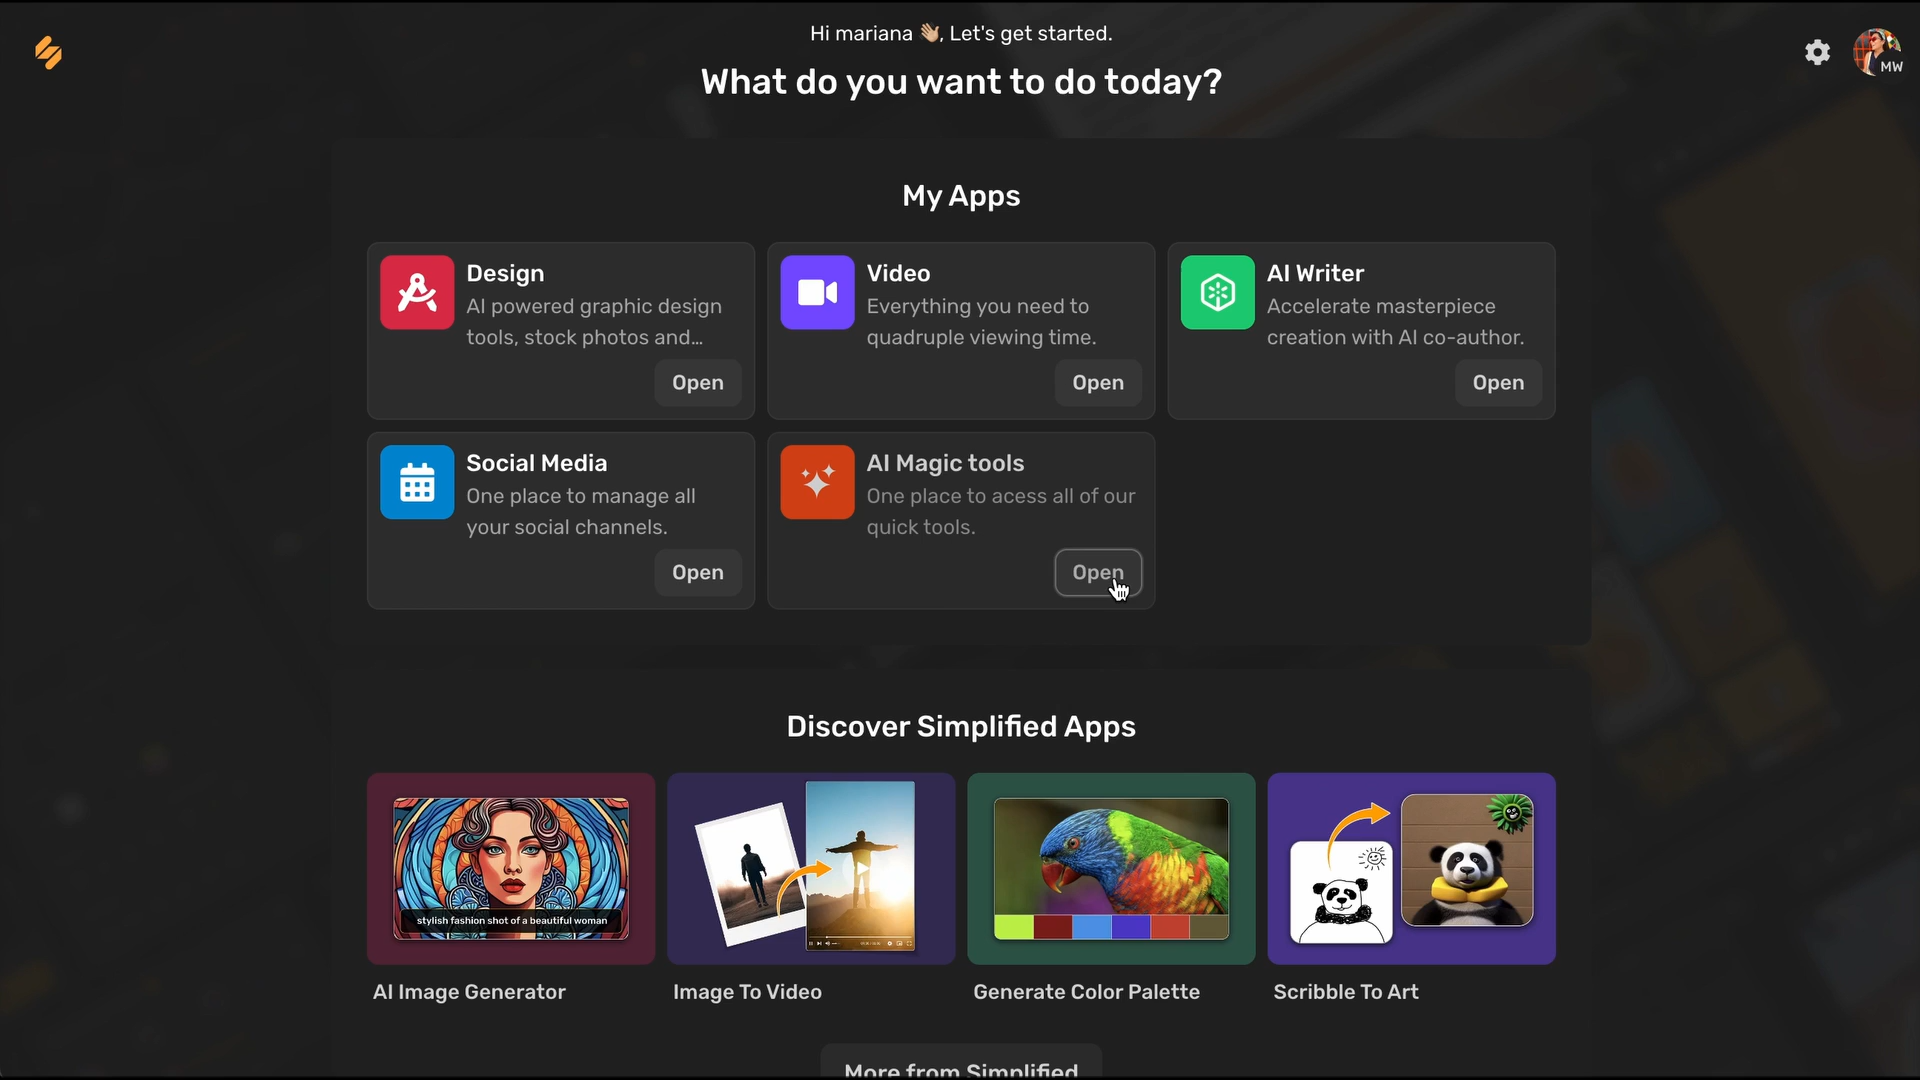 Hi mariana 👋🏼, Let's get started.
What do you want to do today?
MW
My Apps
Design
AI powered graphic design
tools, stock photos and...
Open
Video
Everything you need to
quadruple viewing time.
Open
AI Writer
Accelerate masterpiece
creation with AI co-author.
Open
Social Media
One place to manage all
your social channels.
Open
AI Magic tools
One place to acess all of our
quick tools.
Open
Discover Simplified Apps
stylish fashion shot of a beautiful woman
AI Image Generator
Image To Video
Generate Color Palette
Scribble To Art
More from Simplified